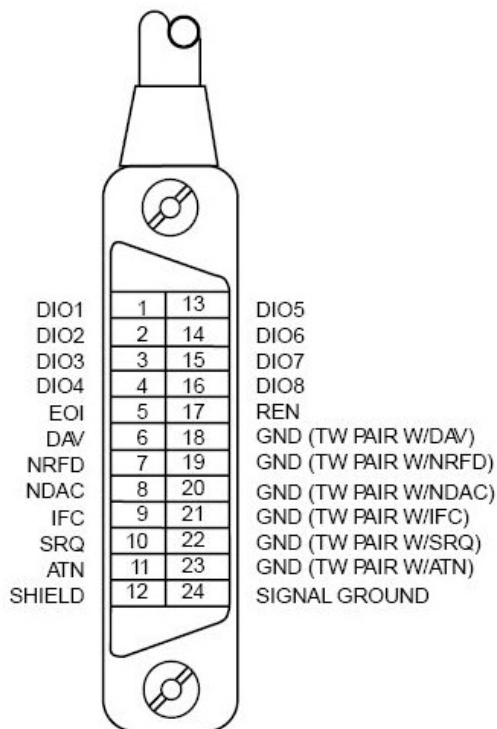 DIO1 1 13 DIO5
DIO2 2 14 DIO6
DIO3 3 15 DIO7
DIO4 4 16 DIO8
EOI 5 17 REN
DAV 6 18 GND (TW PAIR W/DAV)
NRFD 7 19 GND (TW PAIR W/NRFD)
NDAC 8 20 GND (TW PAIR W/NDAC)
IFC 9 21 GND (TW PAIR W/IFC)
SRQ 10 22 GND (TW PAIR W/SRQ)
ATN 11 23 GND (TW PAIR W/ATN)
SHIELD 12 24 SIGNAL GROUND